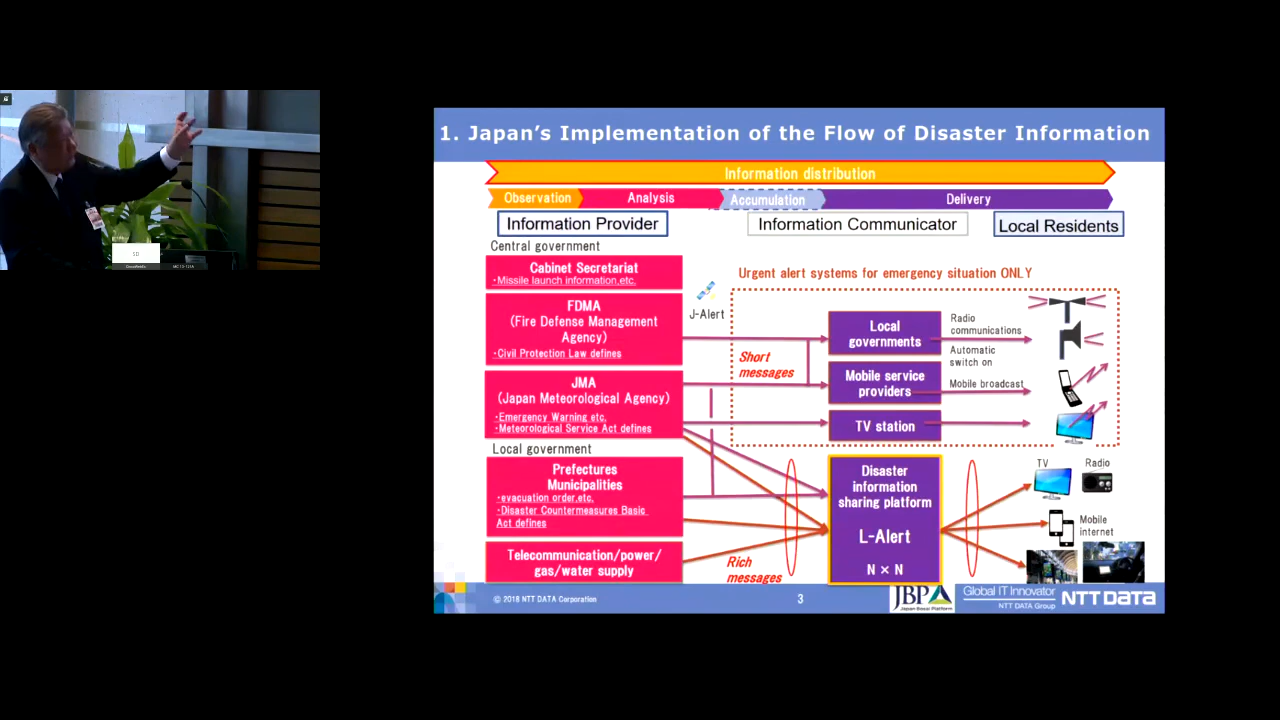 1. Japan's Implementation of the Flow of Disaster Information
Information distribution
Observation
Analysis
Accumulation
Delivery
Information Provider
Information Communicator
Local Residents
Central government
Cabinet Secretariat
・Missile launch information,etc.
FDMA
(Fire Defense Management
Agency)
・Civil Protection Law defines
JMA
(Japan Meteorological Agency)
・Emergency Warning etc.
・Meteorological Service Act defines
Local government
Prefectures
Municipalities
・evacuation order,etc.
・Disaster Countermeasures Basic
Act defines
Telecommunication/power/
gas/water supply
J-Alert
Urgent alert systems for emergency situation ONLY
Short
messages
Local
governments
Mobile service
providers
TV station
Radio
communications
Automatic
switch on
Mobile broadcast
Rich
messages
Disaster
information
sharing platform
L-Alert
N × N
TV
Radio
Mobile
internet
© 2018 NTT DATA Corporation
3
JBP
Japan Bosai Platform
Global IT Innovator
NTT DATA Group
NTT DATA